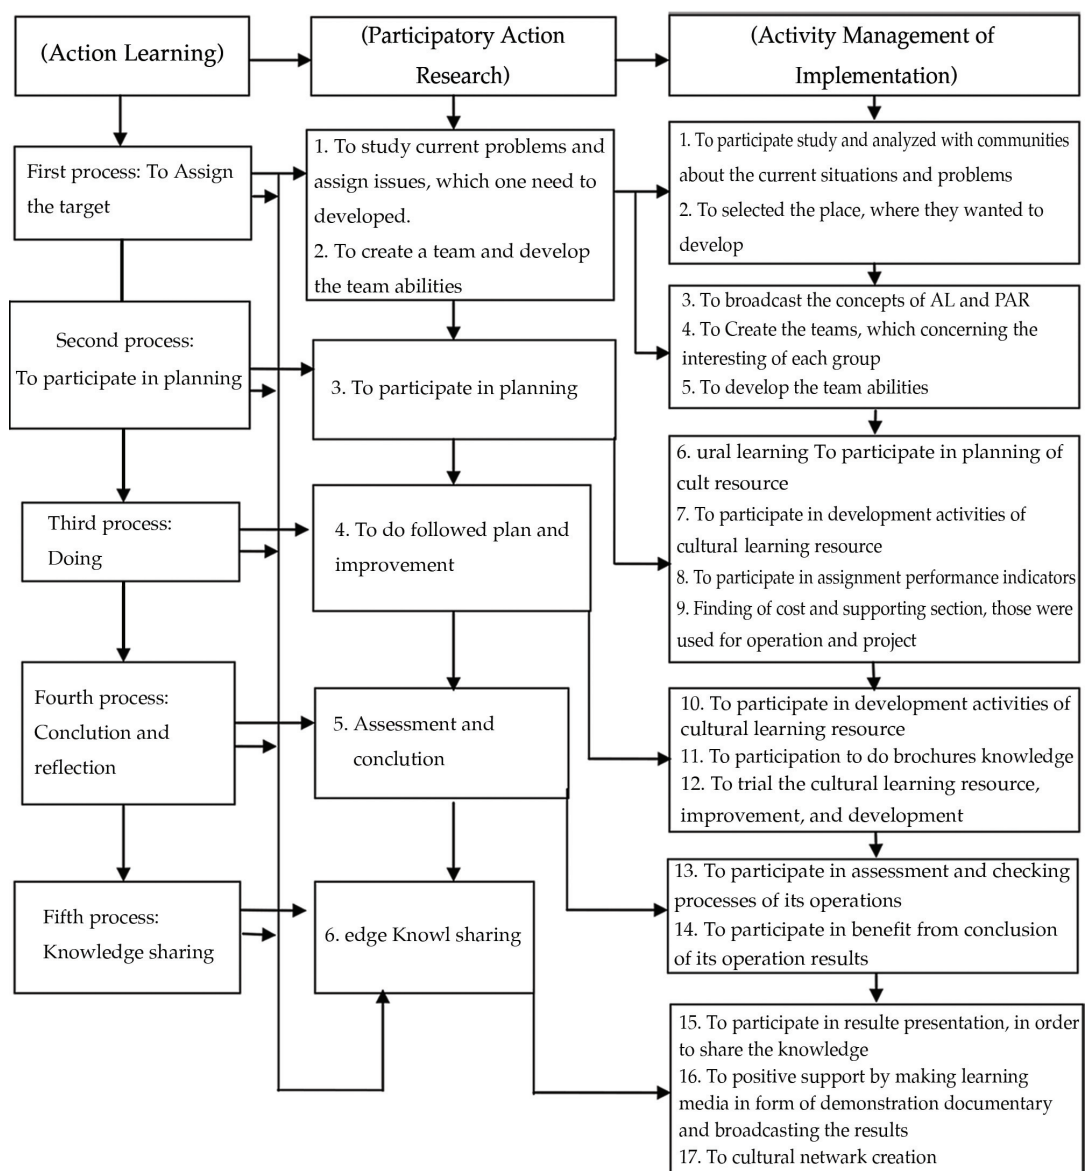 (Action Learning)
(Participatory Action
Research)
(Activity Management of
Implementation)
First process: To Assign
the target
1. To study current problems and
assign issues, which one need to
developed.
2. To create a team and develop
the team abilities
1. To participate study and analyzed with communities
about the current situations and problems
2. To selected the place, where they wanted to
develop
3. To broadcast the concepts of AL and PAR
4. To Create the teams, which concerning the
interesting of each group
5. To develop the team abilities
Second process:
To participate in planning
3. To participate in planning
6. ural learning To participate in planning of
cult resource
7. To participate in development activities of
cultural learning resource
8. To participate in assignment performance indicators
9. Finding of cost and supporting section, those were
used for operation and project
Third process:
Doing
4. To do followed plan and
improvement
10. To participate in development activities of
cultural learning resource
11. To participation to do brochures knowledge
12. To trial the cultural learning resource,
improvement, and development
Fourth process:
Conclution and
reflection
5. Assessment and
conclution
13. To participate in assessment and checking
processes of its operations
14. To participate in benefit from conclusion
of its operation results
Fifth process:
Knowledge sharing
6. edge Knowl sharing
15. To participate in resulte presentation, in order
to share the knowledge
16. To positive support by making learning
media in form of demonstration documentary
and broadcasting the results
17. To cultural netwark creation